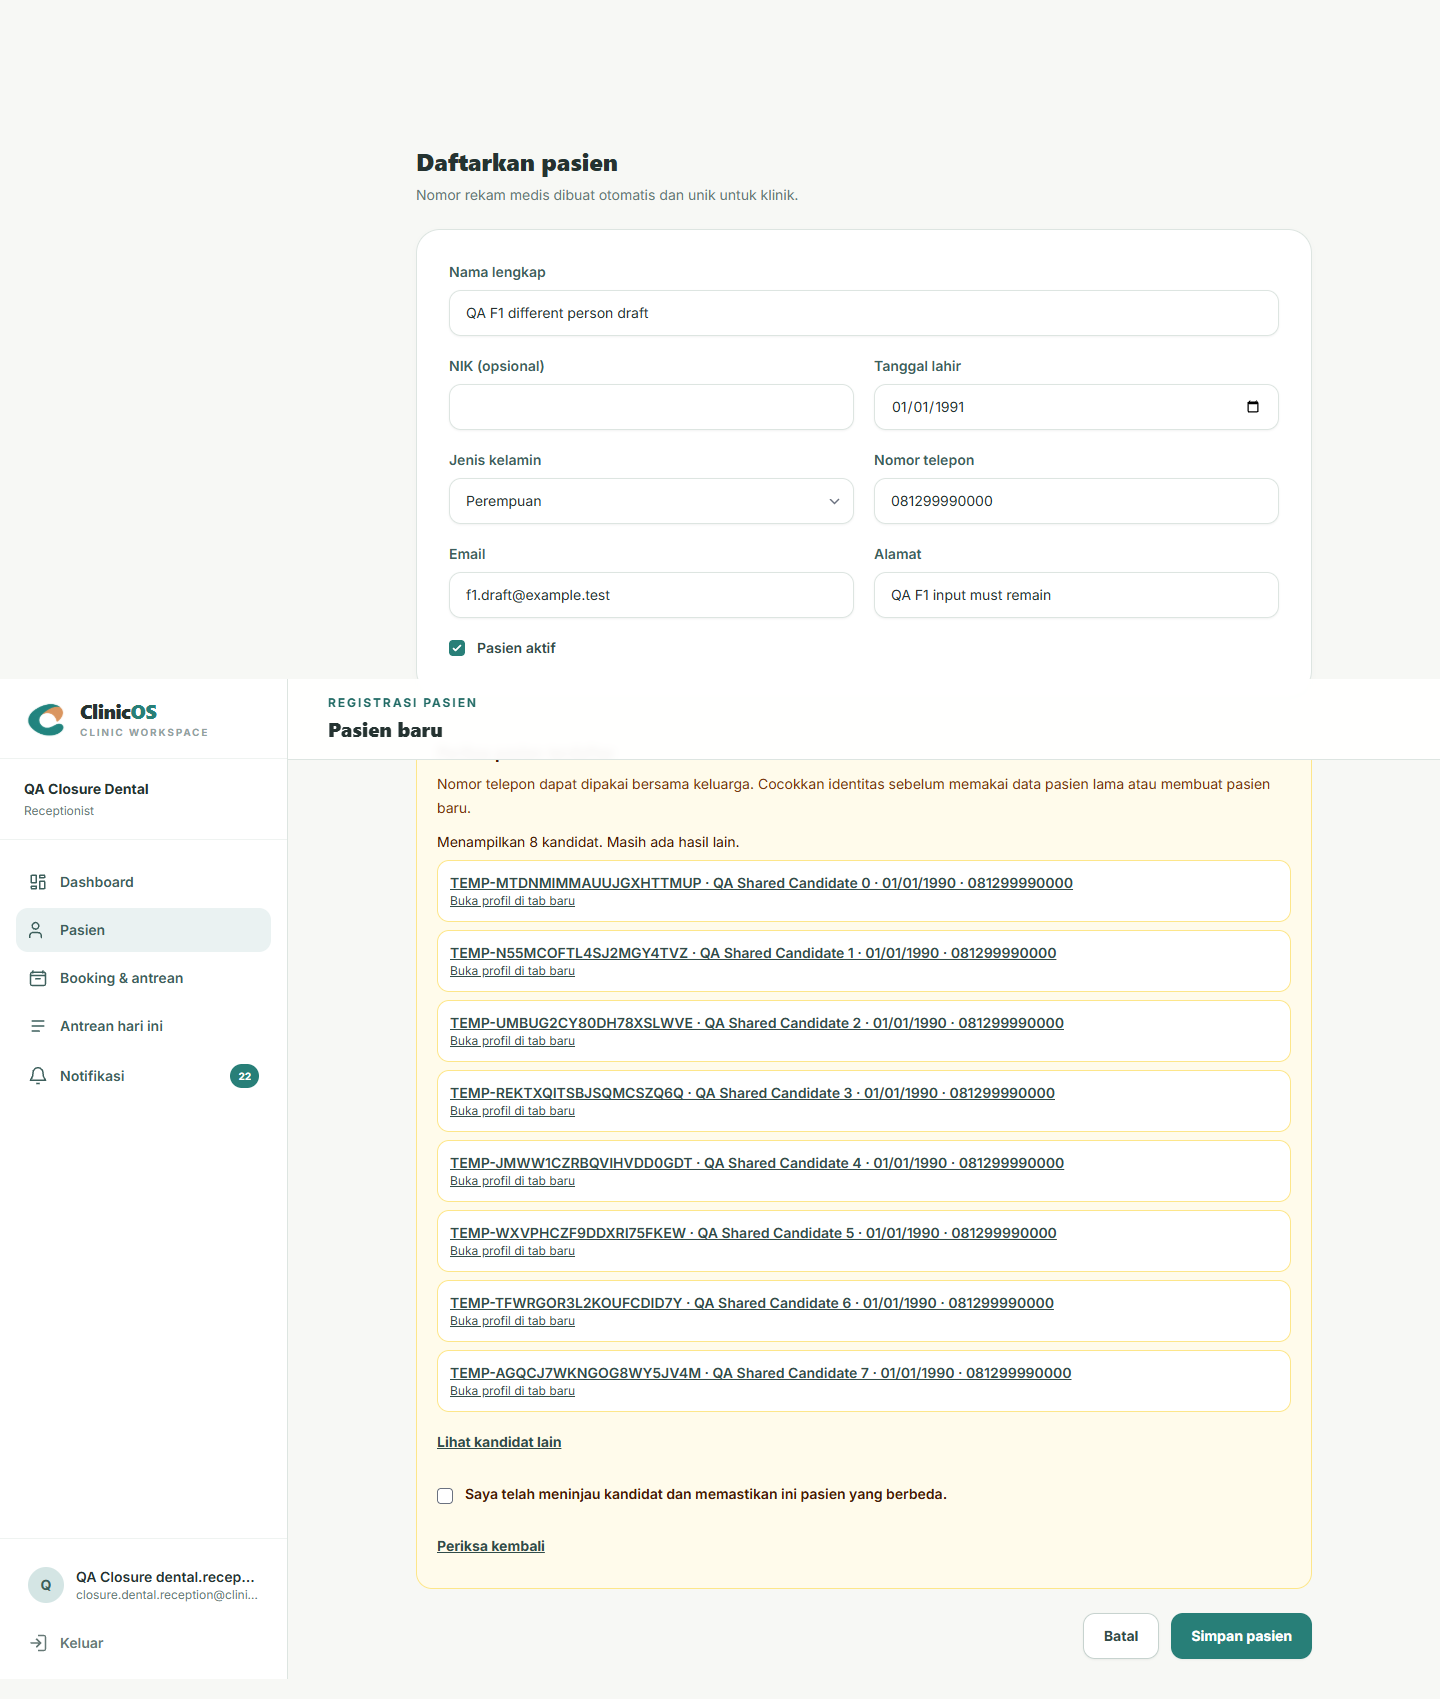 Daftarkan pasien
Nomor rekam medis dibuat otomatis dan unik untuk klinik.
Nama lengkap
QA F1 different person draft
NIK (opsional)
Tanggal lahir
01/01/1991
Jenis kelamin
Nomor telepon
Perempuan
081299990000
Email
Alamat
f1.draft@example.test
QA F1 input must remain
Pasien aktif
ClinicOS
CLINIC WORKSPACE
REGISTRASI PASIEN
Pasien baru
QA Closure Dental
Receptionist
Dashboard
Pasien
Booking & antrean
Antrean hari ini
Notifikasi
22
Nomor telepon dapat dipakai bersama keluarga. Cocokkan identitas sebelum memakai data pasien lama atau membuat pasien
baru.
Menampilkan 8 kandidat. Masih ada hasil lain.
TEMP-MTDNMIMMAUUJGXHTTMUP · QA Shared Candidate 0 · 01/01/1990 · 081299990000
Buka profil di tab baru
TEMP-N55MCOFTL4SJ2MGY4TVZ · QA Shared Candidate 1 · 01/01/1990 · 081299990000
Buka profil di tab baru
TEMP-UMBUG2CY80DH78XSLWVE · QA Shared Candidate 2 · 01/01/1990 · 081299990000
Buka profil di tab baru
TEMP-REKTXQITSBJSQMCSZQ6Q · QA Shared Candidate 3 · 01/01/1990 · 081299990000
Buka profil di tab baru
TEMP-JMWW1CZRBQVIHVDD0GDT · QA Shared Candidate 4 · 01/01/1990 · 081299990000
Buka profil di tab baru
TEMP-WXVPHCZF9DDXRI75FKEW · QA Shared Candidate 5 · 01/01/1990 · 081299990000
Buka profil di tab baru
TEMP-TFWRGOR3L2KOUFCDID7Y · QA Shared Candidate 6 · 01/01/1990 · 081299990000
Buka profil di tab baru
TEMP-AGQCJ7WKNGOG8WY5JV4M · QA Shared Candidate 7 · 01/01/1990 · 081299990000
Buka profil di tab baru
Lihat kandidat lain
Saya telah meninjau kandidat dan memastikan ini pasien yang berbeda.
Periksa kembali
Q
QA Closure dental.recep...
closure.dental.reception@clini...
Keluar
Batal
Simpan pasien